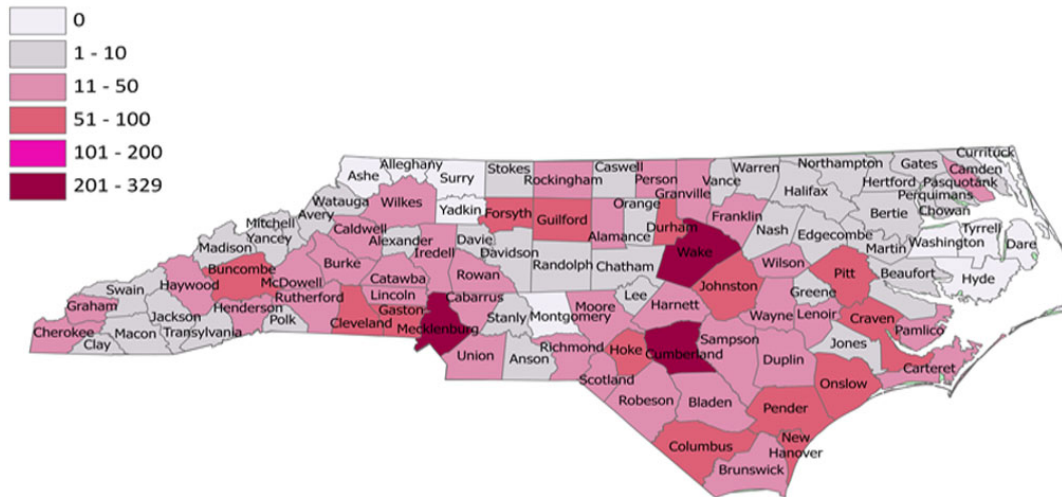 0
1 - 10
11 - 50
51 - 100
101 - 200
201 - 329
Ashe
Alleghany
Surry
Stokes
Rockingham
Caswell
Person
Granville
Vance
Warren
Northampton
Halifax
Gates
Hertford
Currituck
Camden
Pasquotank
Perquimans
Chowan
Bertie
Watauga
Wilkes
Yadkin
Forsyth
Guilford
Alamance
Orange
Durham
Franklin
Nash
Edgecombe
Martin
Washington
Tyrrell
Dare
Mitchell
Avery
Yancey
Madison
Caldwell
Alexander
Iredell
Davie
Davidson
Randolph
Chatham
Wake
Wilson
Pitt
Beaufort
Hyde
Swain
Haywood
Buncombe
McDowell
Burke
Catawba
Rowan
Johnston
Greene
Graham
Cherokee
Clay
Macon
Jackson
Transylvania
Henderson
Polk
Rutherford
Cleveland
Lincoln
Gaston
Mecklenburg
Cabarrus
Stanly
Montgomery
Moore
Lee
Harnett
Wayne
Lenoir
Craven
Pamlico
Jones
Carteret
Union
Anson
Richmond
Scotland
Hoke
Cumberland
Sampson
Duplin
Onslow
Robeson
Bladen
Pender
Columbus
New
Hanover
Brunswick